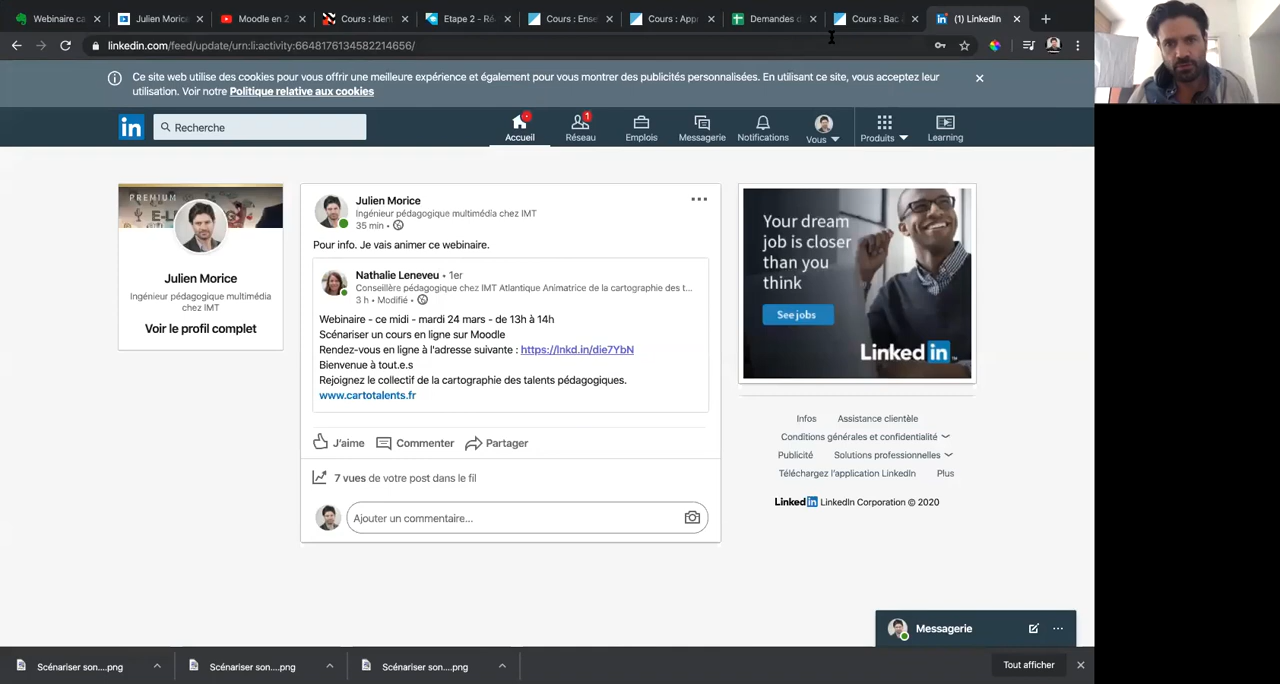 Webinaire ca
Julien Morice
Moodle en 2
Cours : Ident
Etape 2 - Ré
Cours : Ense
Cours : Appr
Demandes d
Cours : Bac
(1) LinkedIn
linkedin.com/feed/update/urn:li:activity:6648176134582214656/
Ce site web utilise des cookies pour vous offrir une meilleure expérience et également pour vous montrer des publicités personnalisées. En utilisant ce site, vous acceptez leur
utilisation. Voir notre Politique relative aux cookies
in
Recherche
Accueil
1
Réseau
Emplois
Messagerie
Notifications
Vous
Produits
Learning
PREMIUM
Julien Morice
Ingénieur pédagogique multimédia
chez IMT
Voir le profil complet
Julien Morice
Ingénieur pédagogique multimédia chez IMT
35 min •
Pour info. Je vais animer ce webinaire.
Nathalie Leneveu • 1er
Conseillère pédagogique chez IMT Atlantique Animatrice de la cartographie des t...
3 h • Modifié •
Webinaire - ce midi - mardi 24 mars - de 13h à 14h
Scénariser un cours en ligne sur Moodle
Rendez-vous en ligne à l'adresse suivante : https://lnkd.in/die7YbN
Bienvenue à tout.e.s
Rejoignez le collectif de la cartographie des talents pédagogiques.
www.cartotalents.fr
J'aime
Commenter
Partager
7 vues de votre post dans le fil
Ajouter un commentaire...
Your dream
job is closer
than you
think
See jobs
LinkedIn
Infos
Assistance clientèle
Conditions générales et confidentialité
Publicité
Solutions professionnelles
Téléchargez l'application LinkedIn
Plus
LinkedIn LinkedIn Corporation © 2020
Messagerie
Scénariser son....png
Scénariser son....png
Scénariser son....png
Tout afficher